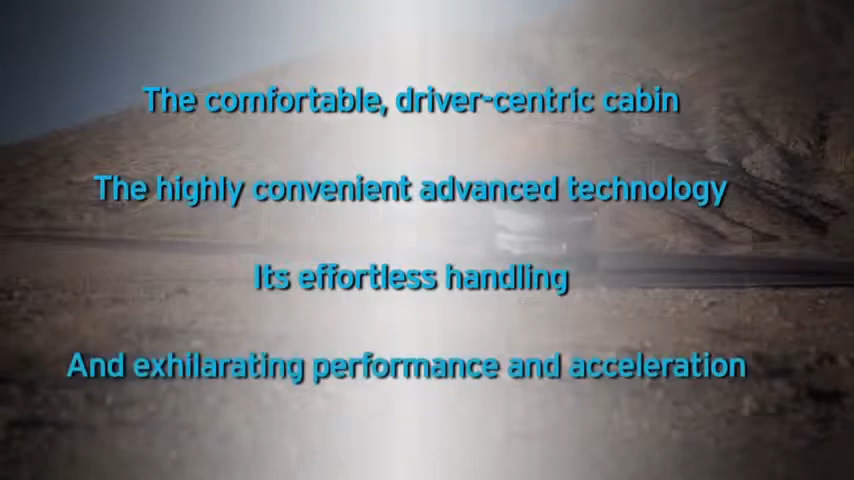 The comfortable, driver-centric cabin
The highly convenient advanced technology
Its effortless handling
And exhilarating performance and acceleration